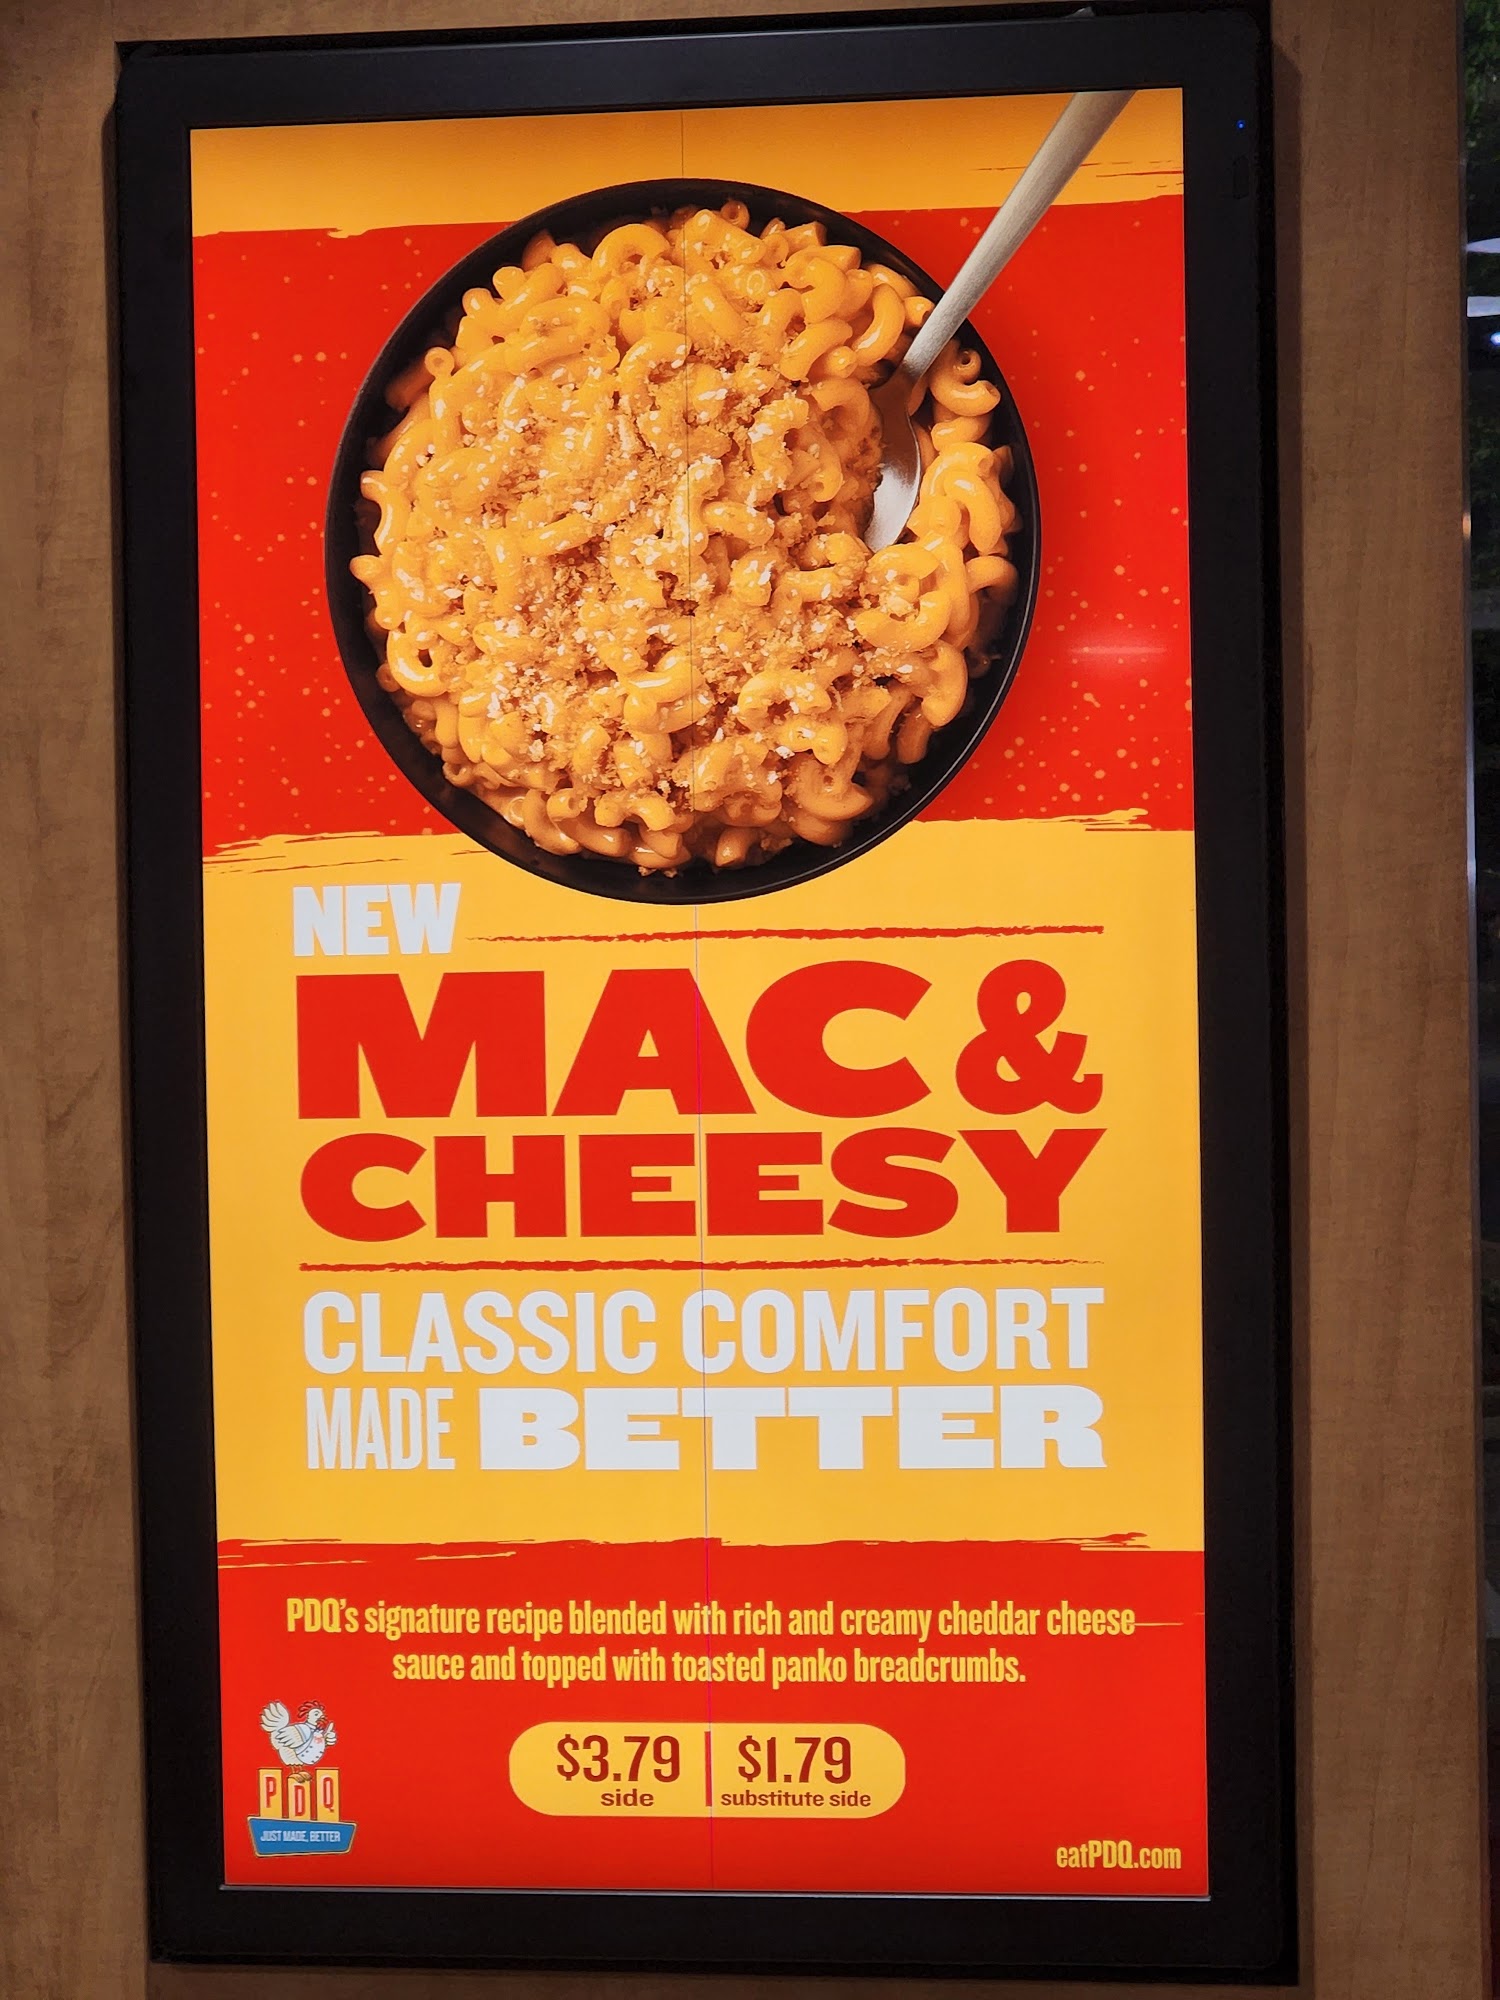 NEW
MAC &
CHEESY
CLASSIC COMFORT
MADE BETTER
PDQ's signature recipe blended with rich and creamy cheddar cheese
sauce and topped with toasted panko breadcrumbs.
$3.79 side
$1.79 substitute side
PDQ
JUST MADE, BETTER
eatPDQ.com